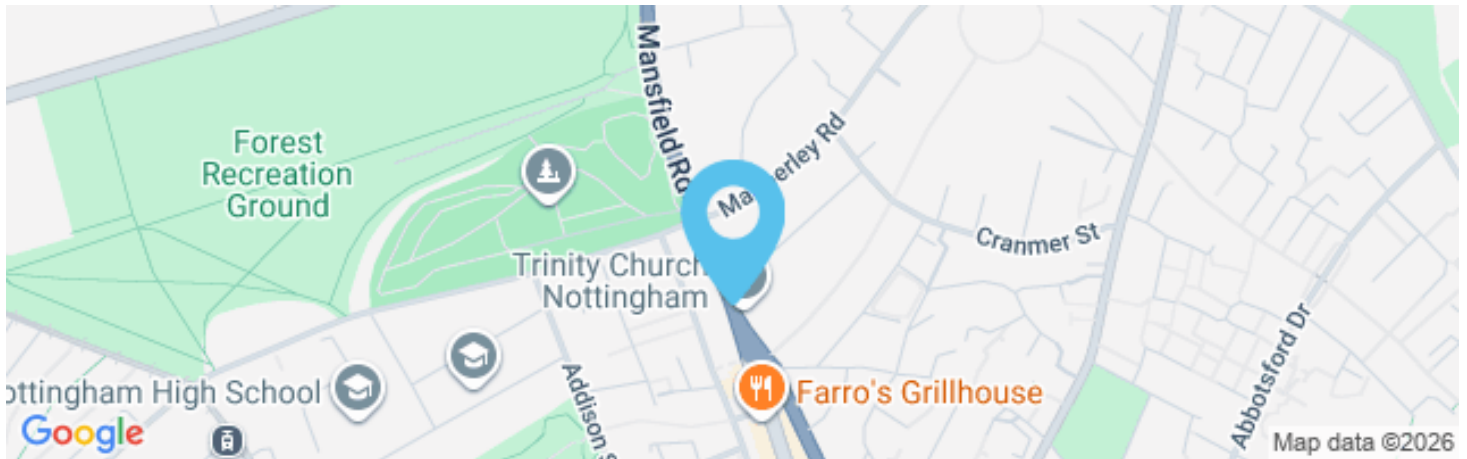 Mansfield Rd
Forest
Recreation
Ground
Ma
erley Rd
Cranmer St
Trinity Church
Nottingham
ottingham High School
Addison S
Farro's Grillhouse
Abbotsford Dr
Google
Map data ©2026